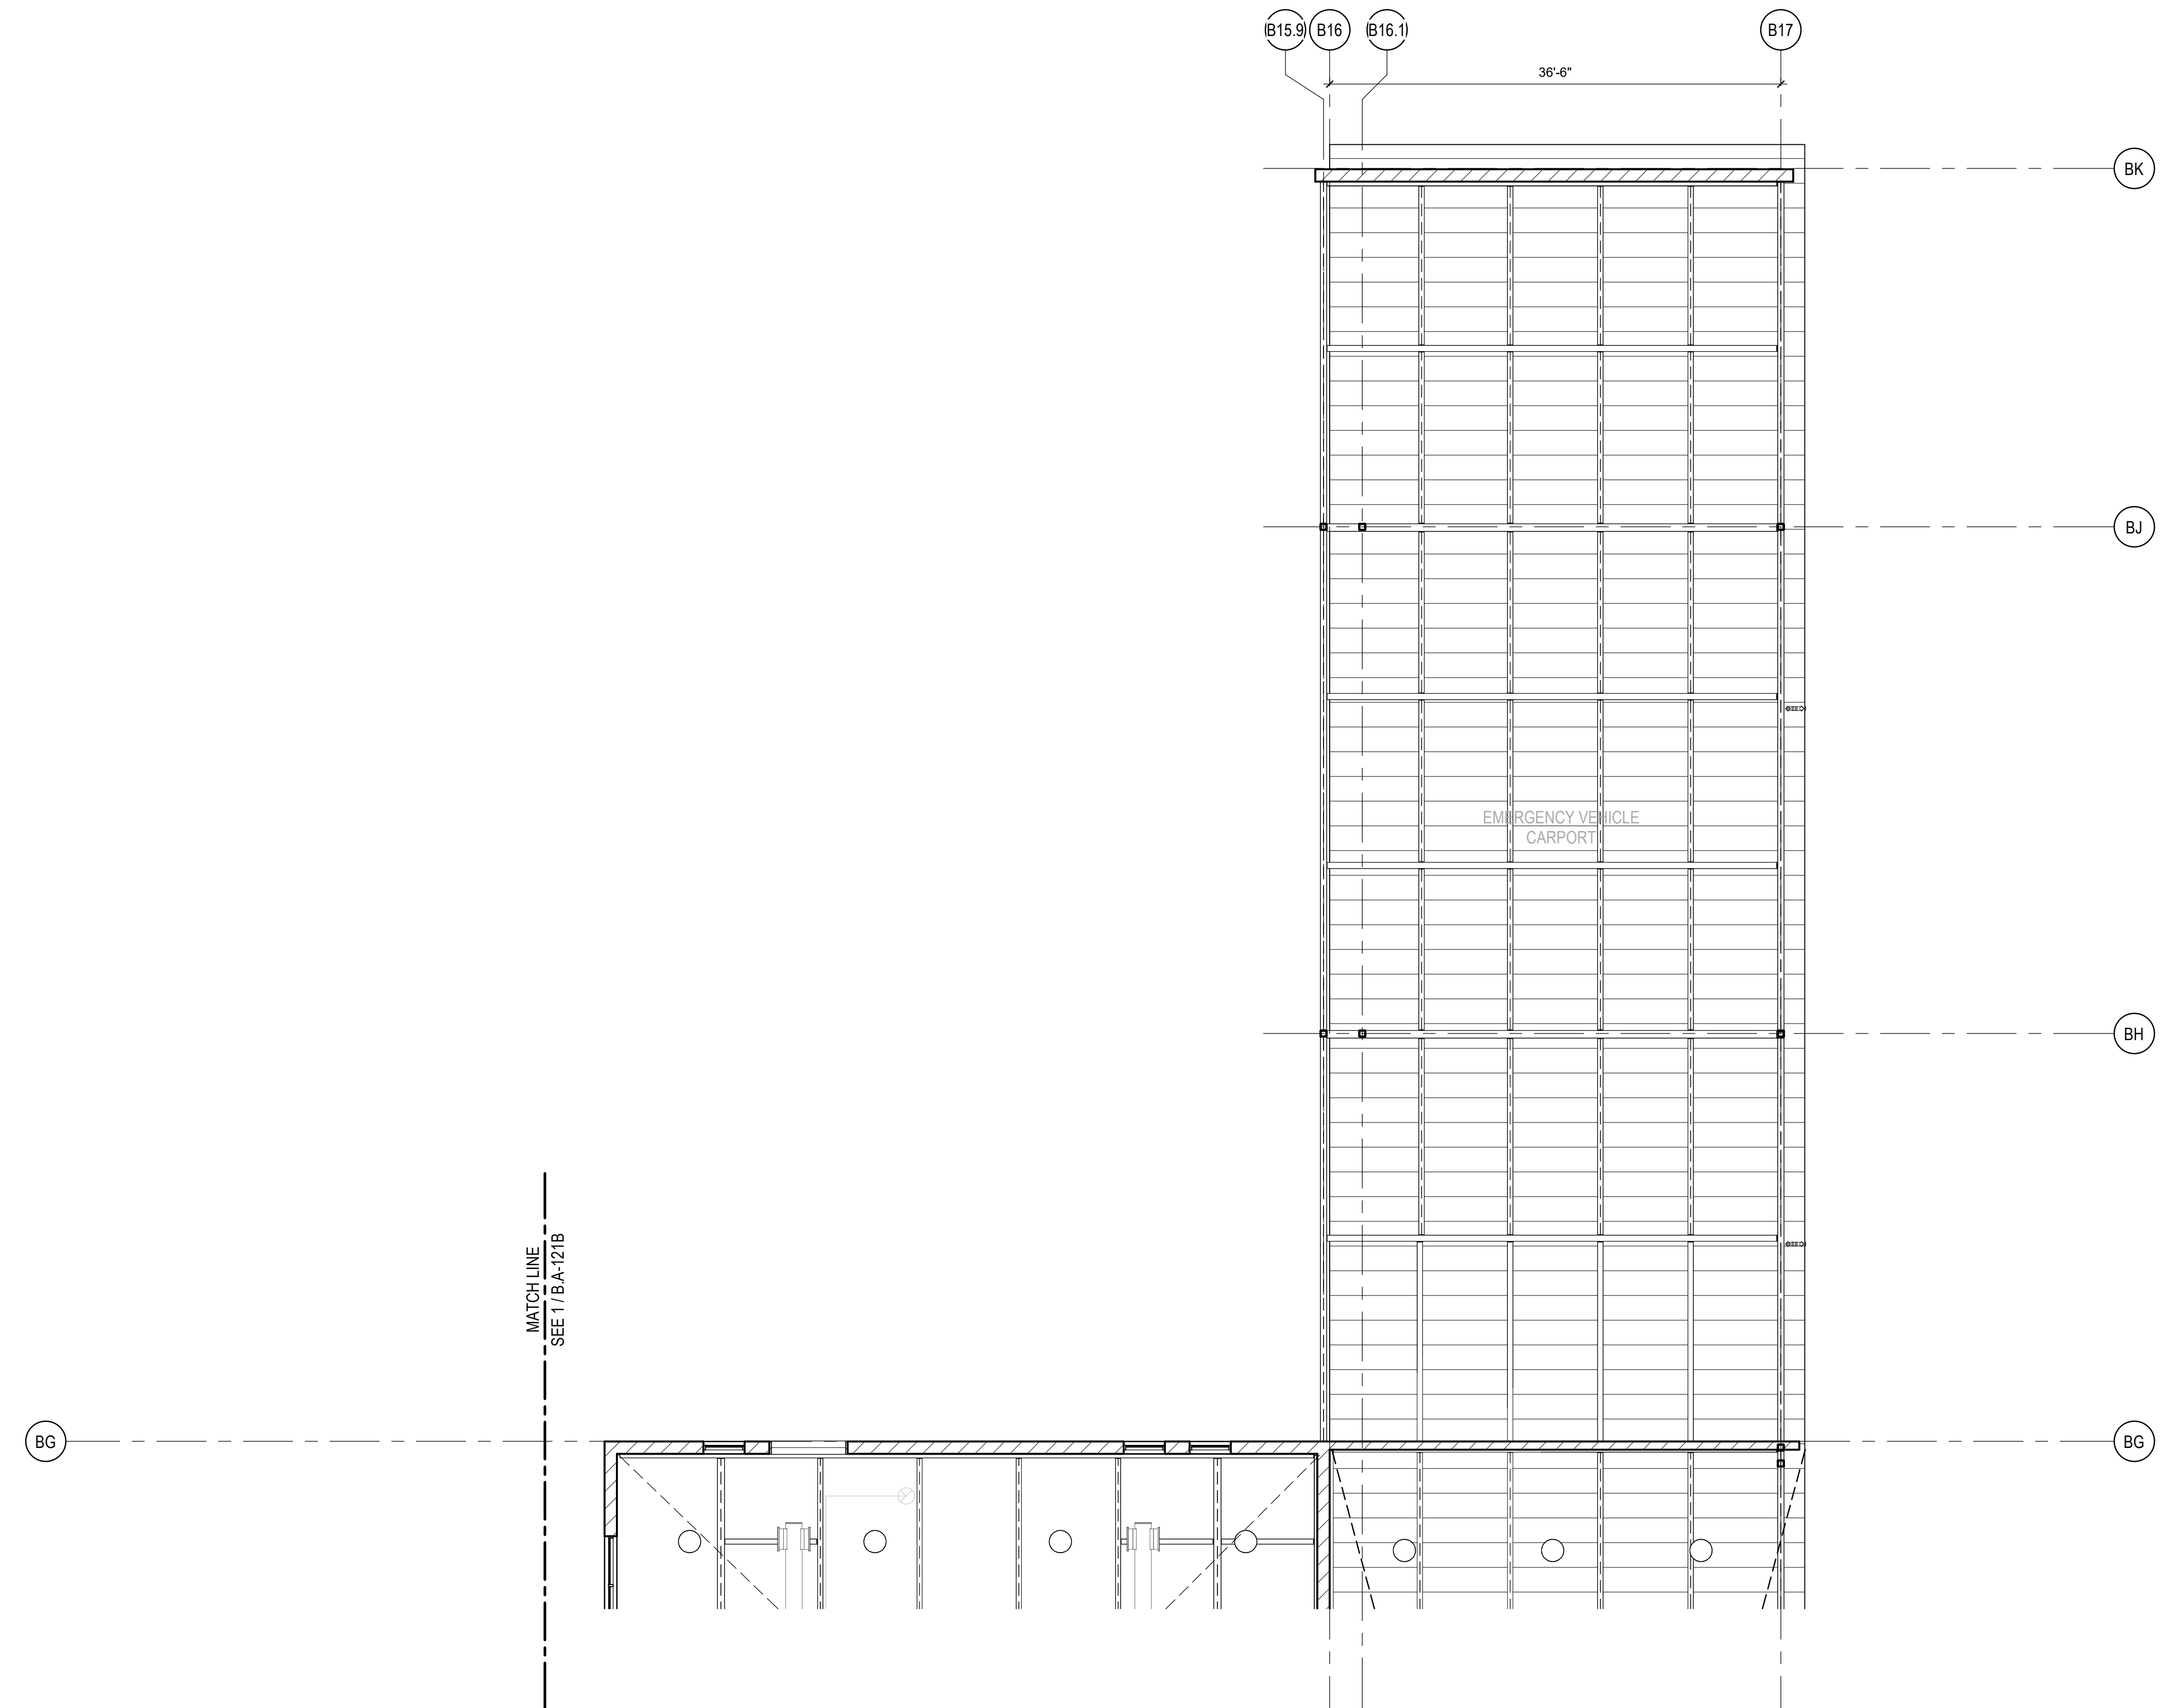 B15.9
B16
B16.1
B17
36'-6"
BK
BJ
EMERGENCY VEHICLE
CARPORT
BH
MATCH LINE
SEE 1 / B.A-121B
BG
BG